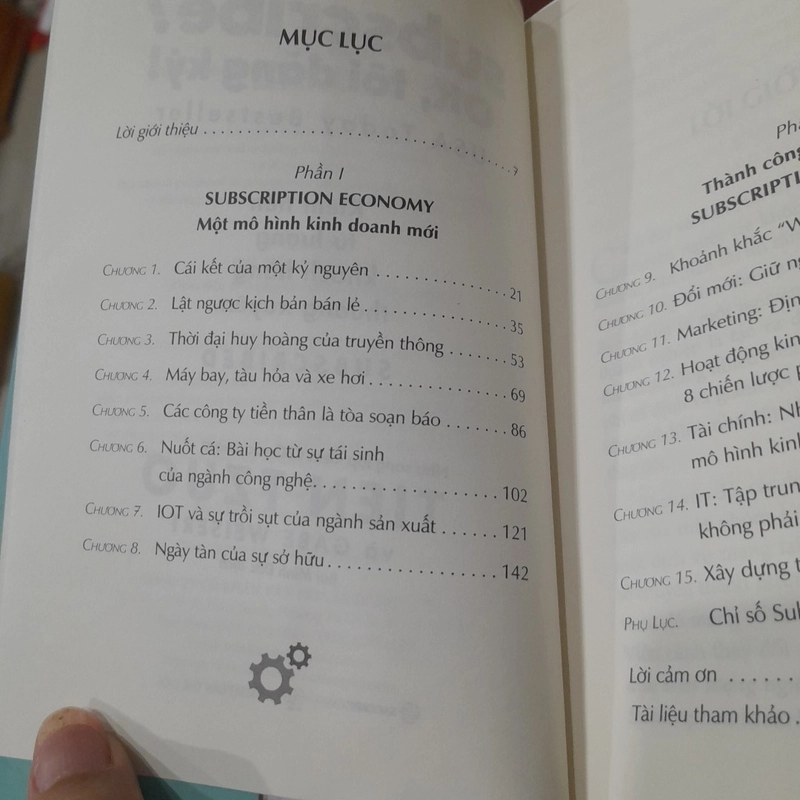 MỤC LỤC
Lời giới thiệu . . . . . . . . . . . . . . . . . . . . . . . . . . . . . . . . 7
Phần I
SUBSCRIPTION ECONOMY
Một mô hình kinh doanh mới
CHƯƠNG 1. Cái kết của một kỷ nguyên . . . . . . . . . . . . . . . 21
CHƯƠNG 2. Lật ngược kịch bản bán lẻ . . . . . . . . . . . . . . . 35
CHƯƠNG 3. Thời đại huy hoàng của truyền thông . . . . . . 53
CHƯƠNG 4. Máy bay, tàu hỏa và xe hơi . . . . . . . . . . . . . . 69
CHƯƠNG 5. Các công ty tiền thân là tòa soạn báo . . . . . . . 86
CHƯƠNG 6. Nuốt cá: Bài học từ sự tái sinh
của ngành công nghệ. . . . . . . . . . . . . . . . . . . 102
CHƯƠNG 7. IOT và sự trồi sụt của ngành sản xuất . . . . . . 121
CHƯƠNG 8. Ngày tàn của sự sở hữu . . . . . . . . . . . . . . . . . 142
Thành công
CHƯƠNG 9. Khoảnh khắc
CHƯƠNG 10. Đổi mới: Giữ
CHƯƠNG 11. Marketing:
CHƯƠNG 12. Hoạt động
8 chiến lược
CHƯƠNG 13. Tài chính:
mô hình
CHƯƠNG 14. IT: Tập
không phải
CHƯƠNG 15. Xây dựng
PHỤ LỤC. Chỉ số
Lời cảm ơn . . . . . .
Tài liệu tham khảo .